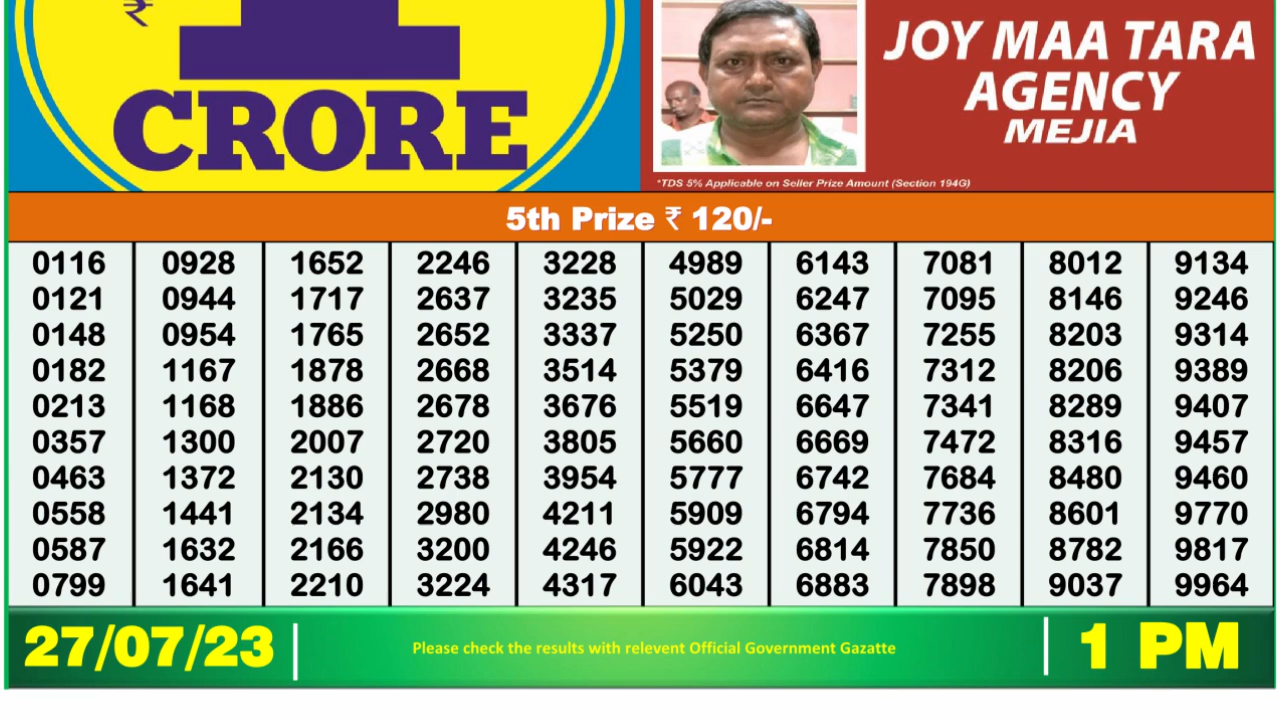 ₹ 1
CRORE
JOY MAA TARA
AGENCY
MEJIA
*TDS 5% Applicable on Seller Prize Amount (Section 194G)
5th Prize ₹ 120/-
0116 0928 1652 2246 3228 4989 6143 7081 8012 9134
0121 0944 1717 2637 3235 5029 6247 7095 8146 9246
0148 0954 1765 2652 3337 5250 6367 7255 8203 9314
0182 1167 1878 2668 3514 5379 6416 7312 8206 9389
0213 1168 1886 2678 3676 5519 6647 7341 8289 9407
0357 1300 2007 2720 3805 5660 6669 7472 8316 9457
0463 1372 2130 2738 3954 5777 6742 7684 8480 9460
0558 1441 2134 2980 4211 5909 6794 7736 8601 9770
0587 1632 2166 3200 4246 5922 6814 7850 8782 9817
0799 1641 2210 3224 4317 6043 6883 7898 9037 9964
27/07/23
Please check the results with relevent Official Government Gazatte
1 PM